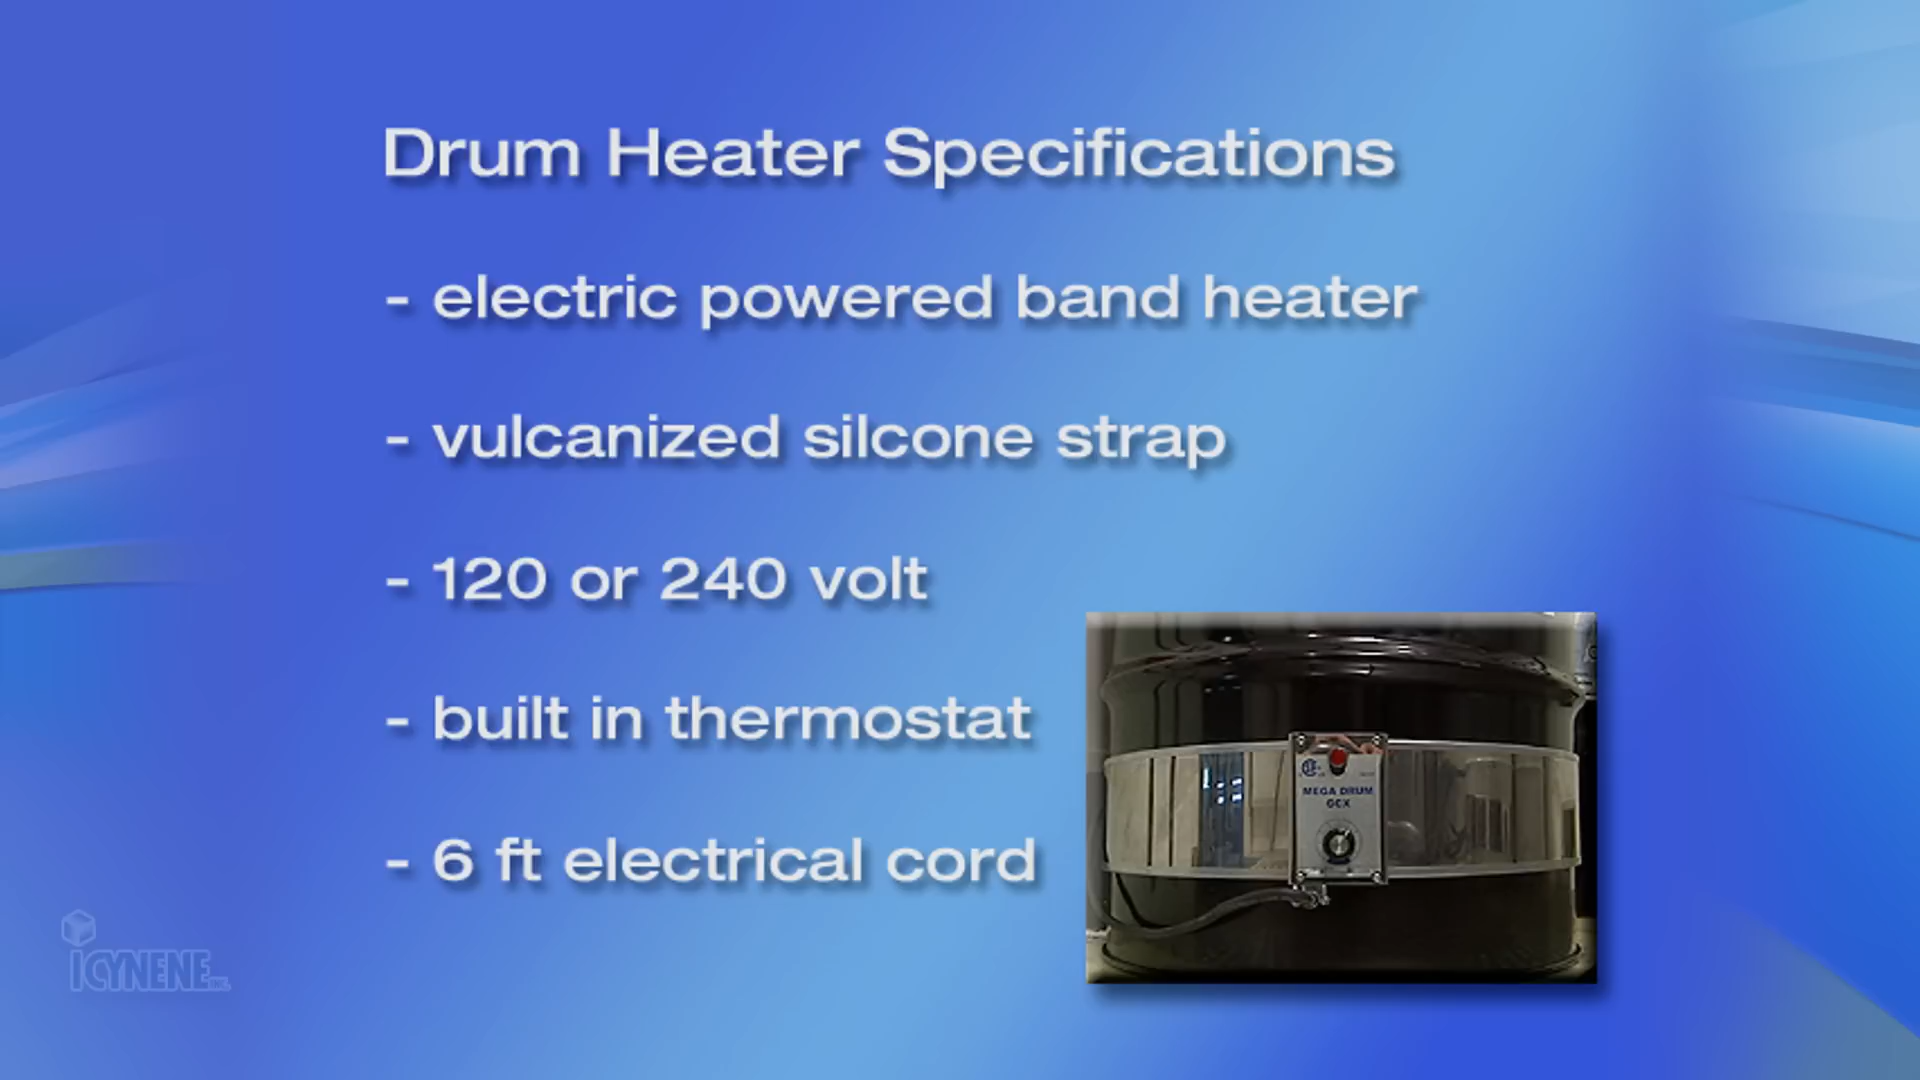 Drum Heater Specifications
- electric powered band heater
- vulcanized silcone strap
- 120 or 240 volt
- built in thermostat
- 6 ft electrical cord
MEGA DRUM
ICYNENE INC.